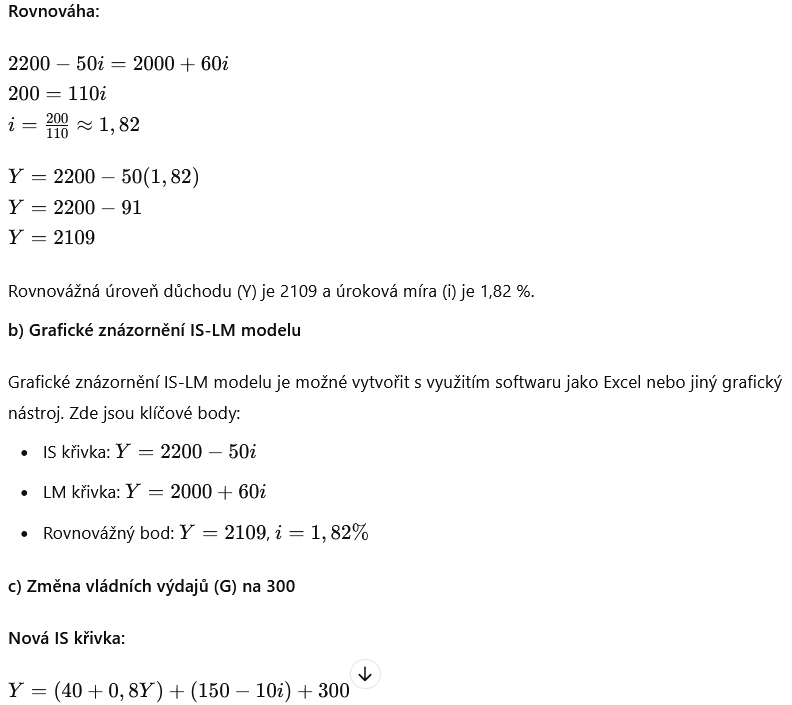 Rovnováha:
2200 − 50i = 2000 + 60i
200 = 110i
i = 200/110 ≈ 1,82
Y = 2200 − 50(1,82)
Y = 2200 − 91
Y = 2109
Rovnovážná úroveň důchodu (Y) je 2109 a úroková míra (i) je 1,82 %.
b) Grafické znázornění IS-LM modelu
Grafické znázornění IS-LM modelu je možné vytvořit s využitím softwaru jako Excel nebo jiný grafický
nástroj. Zde jsou klíčové body:
• IS křivka: Y = 2200 − 50i
• LM křivka: Y = 2000 + 60i
• Rovnovážný bod: Y = 2109, i = 1,82%
c) Změna vládních výdajů (G) na 300
Nová IS křivka:
Y = (40 + 0,8Y) + (150 − 10i) + 300